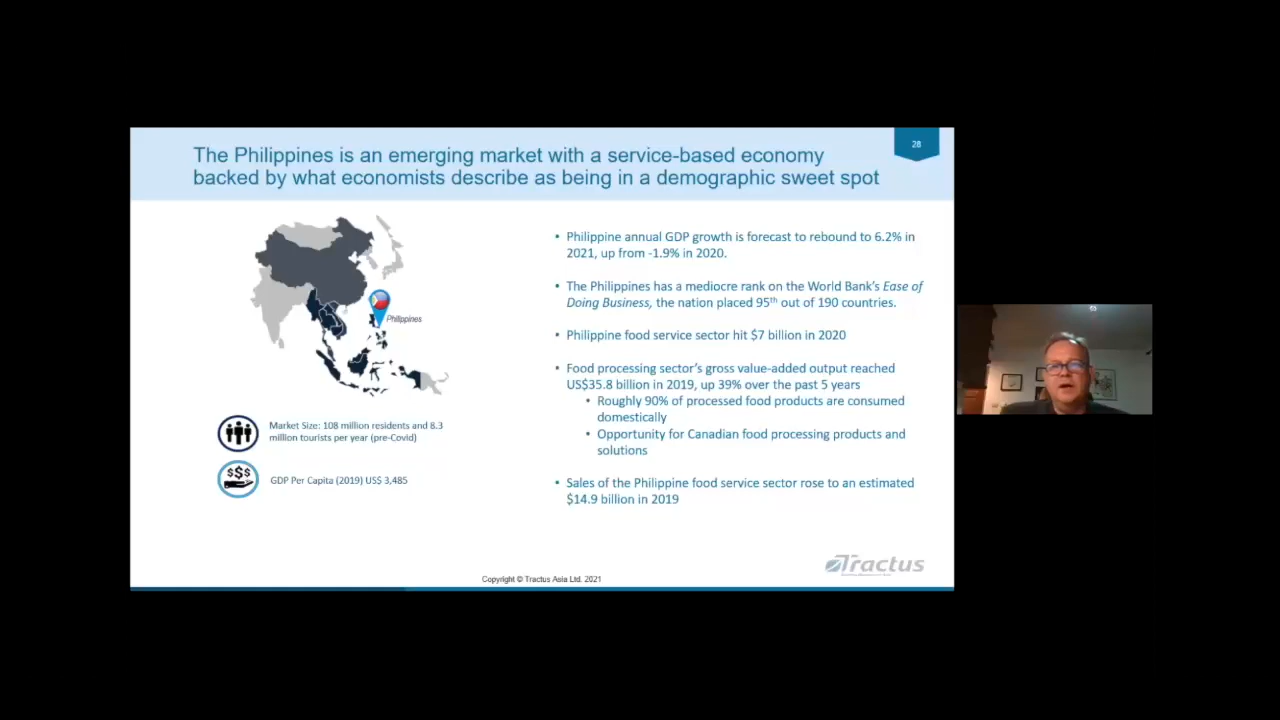 The Philippines is an emerging market with a service-based economy
backed by what economists describe as being in a demographic sweet spot
28
Philippines
Market Size: 108 million residents and 8.3
million tourists per year (pre-Covid)
$$$
GDP Per Capita (2019) US$ 3,485
• Philippine annual GDP growth is forecast to rebound to 6.2% in
2021, up from -1.9% in 2020.
• The Philippines has a mediocre rank on the World Bank's Ease of
Doing Business, the nation placed 95th out of 190 countries.
• Philippine food service sector hit $7 billion in 2020
• Food processing sector's gross value-added output reached
US$35.8 billion in 2019, up 39% over the past 5 years
• Roughly 90% of processed food products are consumed
domestically
• Opportunity for Canadian food processing products and
solutions
• Sales of the Philippine food service sector rose to an estimated
$14.9 billion in 2019
Tractus
Copyright © Tractus Asia Ltd. 2021